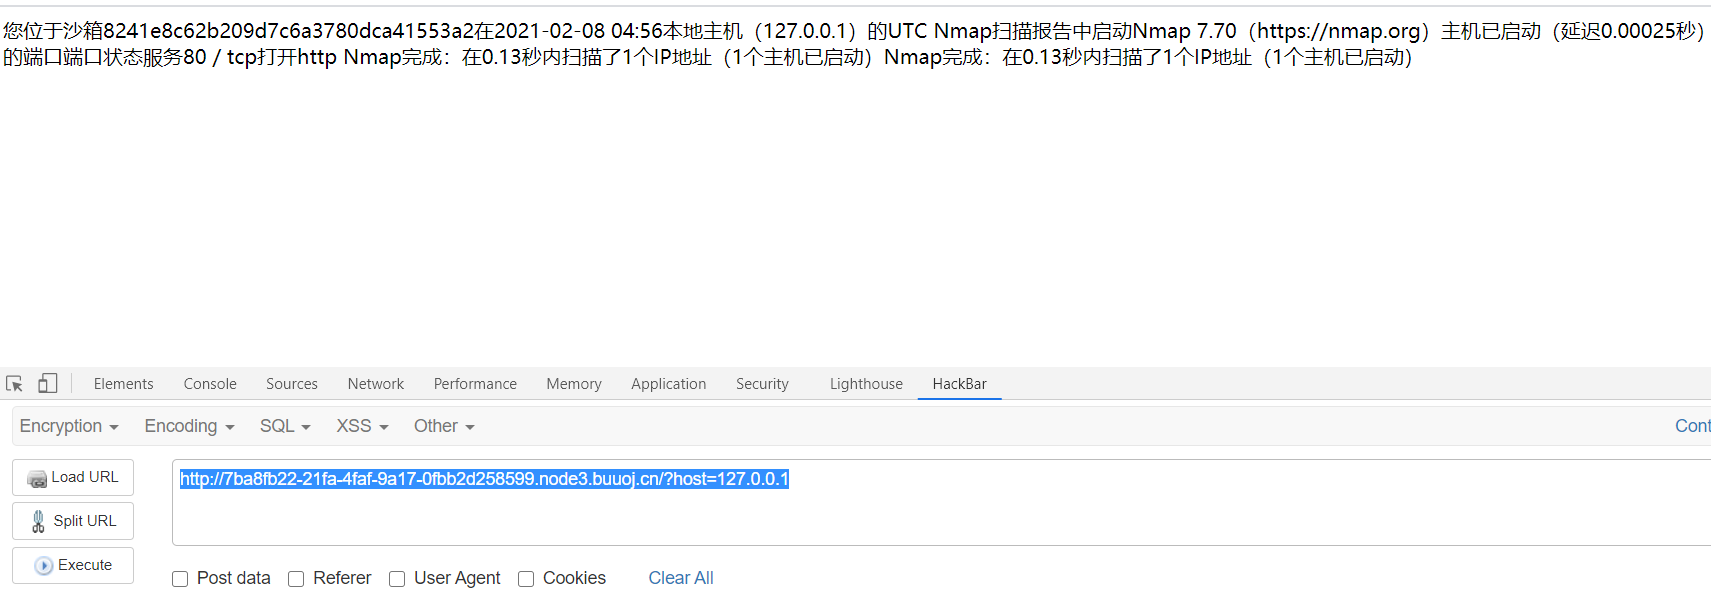 您位于沙箱8241e8c62b209d7c6a3780dca41553a2在2021-02-08 04:56本地主机（127.0.0.1）的UTC Nmap扫描报告中启动Nmap 7.70（https://nmap.org）主机已启动（延迟0.00025秒）
的端口端口状态服务80 / tcp打开http Nmap完成：在0.13秒内扫描了1个IP地址（1个主机已启动）Nmap完成：在0.13秒内扫描了1个IP地址（1个主机已启动）
Elements Console Sources Network Performance Memory Application Security Lighthouse HackBar
Encryption Encoding SQL XSS Other Cont
Load URL http://7ba8fb22-21fa-4faf-9a17-0fbb2d258599.node3.buuoj.cn/?host=127.0.0.1
Split URL
Execute
Post data Referer User Agent Cookies Clear All